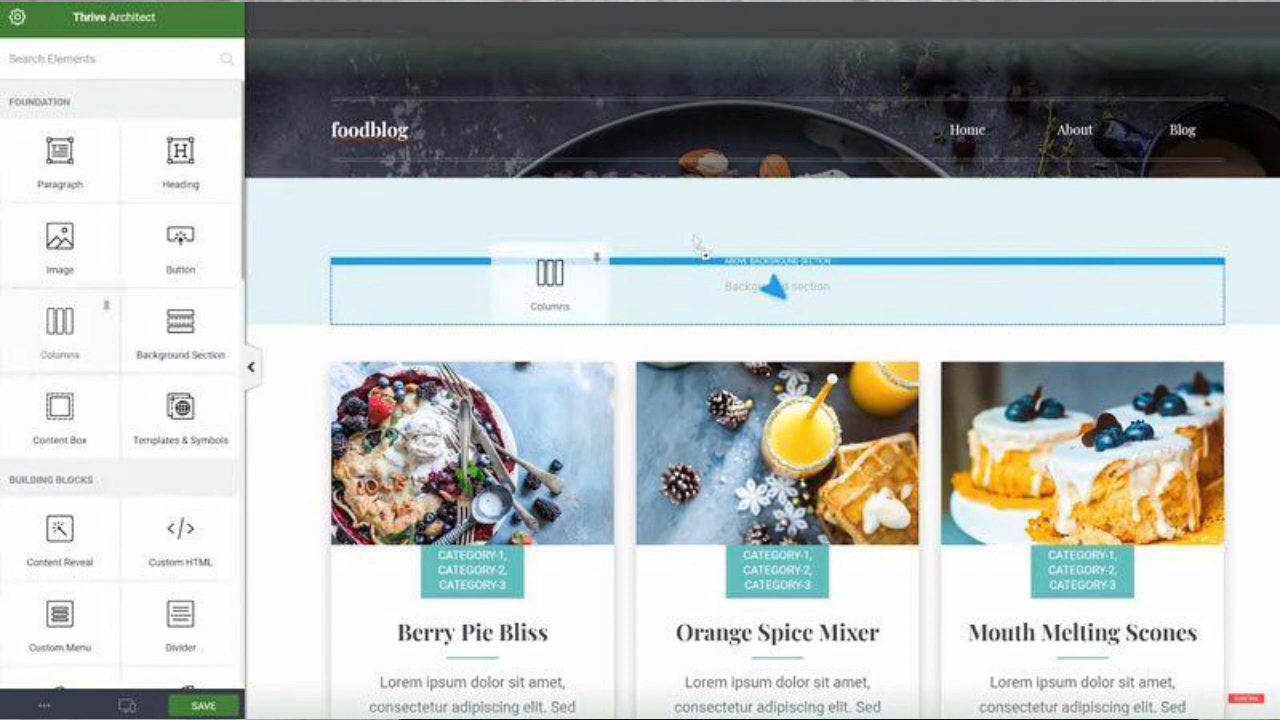 Thrive Architect
Search Elements
FOUNDATION
Paragraph
Heading
Image
Button
Columns
Background Section
Content Box
Templates & Symbols
BUILDING BLOCKS
Content Reveal
Custom HTML
Custom Menu
Divider
SAVE
foodblog
Home
About
Blog
ABOVE BACKGROUND SECTION
Background section
Columns
CATEGORY-1,
CATEGORY-2,
CATEGORY-3
Berry Pie Bliss
Lorem ipsum dolor sit amet,
consectetur adipiscing elit. Sed
CATEGORY-1,
CATEGORY-2,
CATEGORY-3
Orange Spice Mixer
Lorem ipsum dolor sit amet,
consectetur adipiscing elit. Sed
CATEGORY-1,
CATEGORY-2,
CATEGORY-3
Mouth Melting Scones
Lorem ipsum dolor sit amet,
consectetur adipiscing elit. Sed